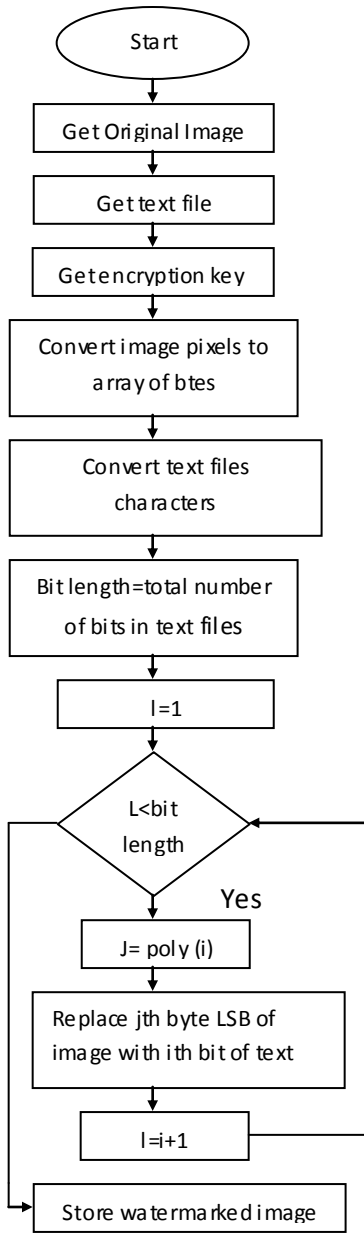 Start
Get Original Image
Get text file
Get encryption key
Convert image pixels to
array of btes
Convert text files
characters
Bit length=total number
of bits in text files
I=1
L<bit
length
Yes
J= poly (i)
Replace jth byte LSB of
image with ith bit of text
I=i+1
Store watermarked image